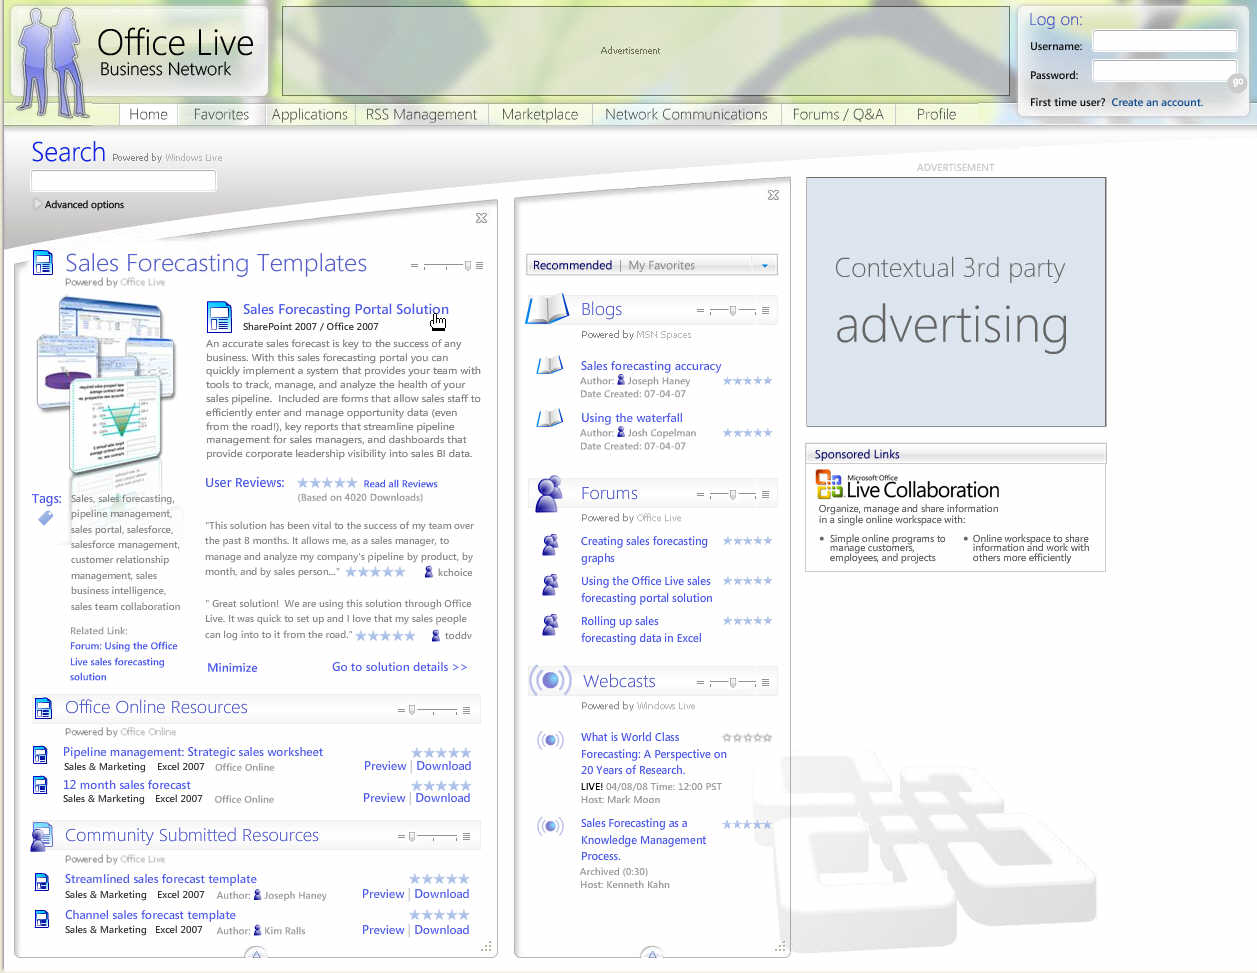 Office Live
Business Network
Advertisement
Log on:
Username:
Password:
go
First time user? Create an account.
Home
Favorites
Applications
RSS Management
Marketplace
Network Communications
Forums / Q&A
Profile
Search Powered by Windows Live
Advanced options
Sales Forecasting Templates
Powered by Office Live
Sales Forecasting Portal Solution
SharePoint 2007 / Office 2007
An accurate sales forecast is key to the success of any
business. With this sales forecasting portal you can
quickly implement a system that provides your team with
tools to track, manage, and analyze the health of your
sales pipeline.  Included are forms that allow sales staff to
efficiently enter and manage opportunity data (even
from the road!), key reports that streamline pipeline
management for sales managers, and dashboards that
provide corporate leadership visibility into sales BI data.
User Reviews: Read all Reviews
(Based on 4020 Downloads)
Tags:
Sales, sales forecasting,
pipeline management,
sales portal, salesforce,
salesforce management,
customer relationship
management, sales
business intelligence,
sales team collaboration
Related Link:
Forum: Using the Office
Live sales forecasting
solution
"This solution has been vital to the success of my team over
the past 8 months. It allows me, as a sales manager, to
manage and analyze my company's pipeline by product, by
month, and by sales person..." kchoice
" Great solution!  We are using this solution through Office
Live. It was quick to set up and I love that my sales people
can log into to it from the road." toddv
Minimize
Go to solution details >>
Office Online Resources
Powered by Office Online
Pipeline management: Strategic sales worksheet
Sales & Marketing Excel 2007 Office Online Preview | Download
12 month sales forecast
Sales & Marketing Excel 2007 Office Online Preview | Download
Community Submitted Resources
Powered by Office Live
Streamlined sales forecast template
Sales & Marketing Excel 2007 Author: Joseph Haney Preview | Download
Channel sales forecast template
Sales & Marketing Excel 2007 Author: Kim Ralls Preview | Download
Recommended | My Favorites
Blogs
Powered by MSN Spaces
Sales forecasting accuracy
Author: Joseph Haney
Date Created: 07-04-07
Using the waterfall
Author: Josh Copelman
Date Created: 07-04-07
Forums
Powered by Office Live
Creating sales forecasting
graphs
Using the Office Live sales
forecasting portal solution
Rolling up sales
forecasting data in Excel
Webcasts
Powered by Windows Live
What is World Class
Forecasting: A Perspective on
20 Years of Research.
LIVE! 04/08/08 Time: 12:00 PST
Host: Mark Moon
Sales Forecasting as a
Knowledge Management
Process.
Archived (0:30)
Host: Kenneth Kahn
ADVERTISEMENT
Contextual 3rd party
advertising
Sponsored Links
Microsoft Office
Live Collaboration
Organize, manage and share information
in a single online workspace with:
• Simple online programs to
manage customers,
employees, and projects
• Online workspace to share
information and work with
others more efficiently